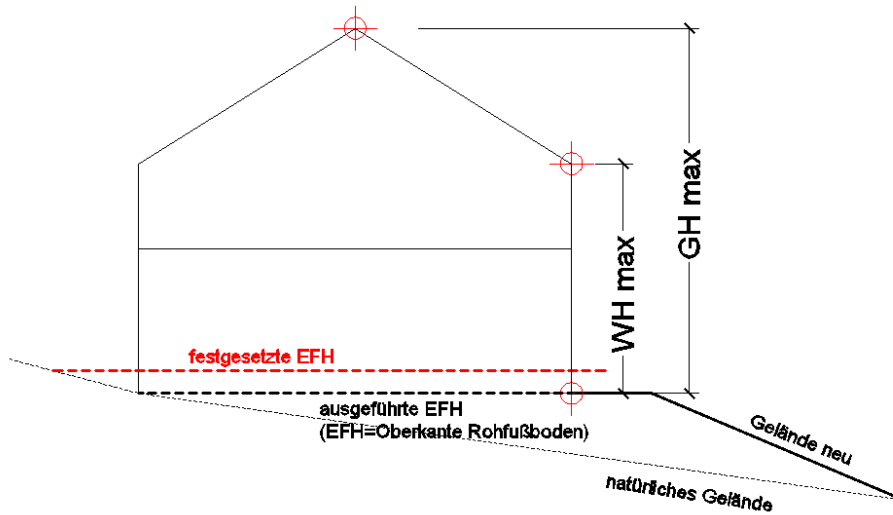 GH max
WH max
festgesetzte EFH
ausgeführte EFH
(EFH=Oberkante Rohfußboden)
Gelände neu
natürliches Gelände